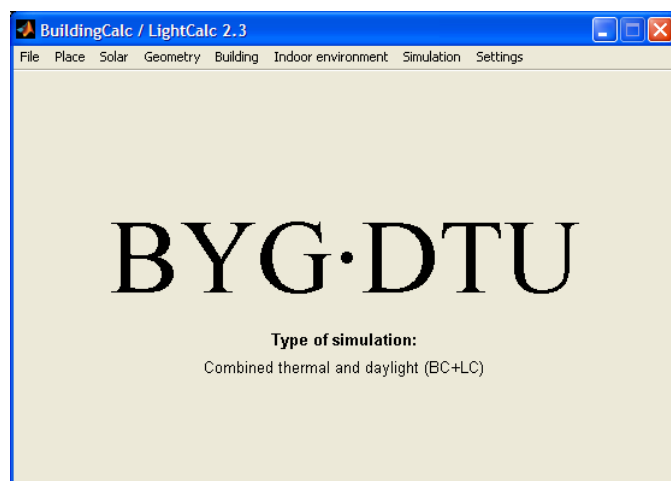 BuildingCalc / LightCalc 2.3
File Place Solar Geometry Building Indoor environment Simulation Settings
BYG·DTU
Type of simulation:
Combined thermal and daylight (BC+LC)